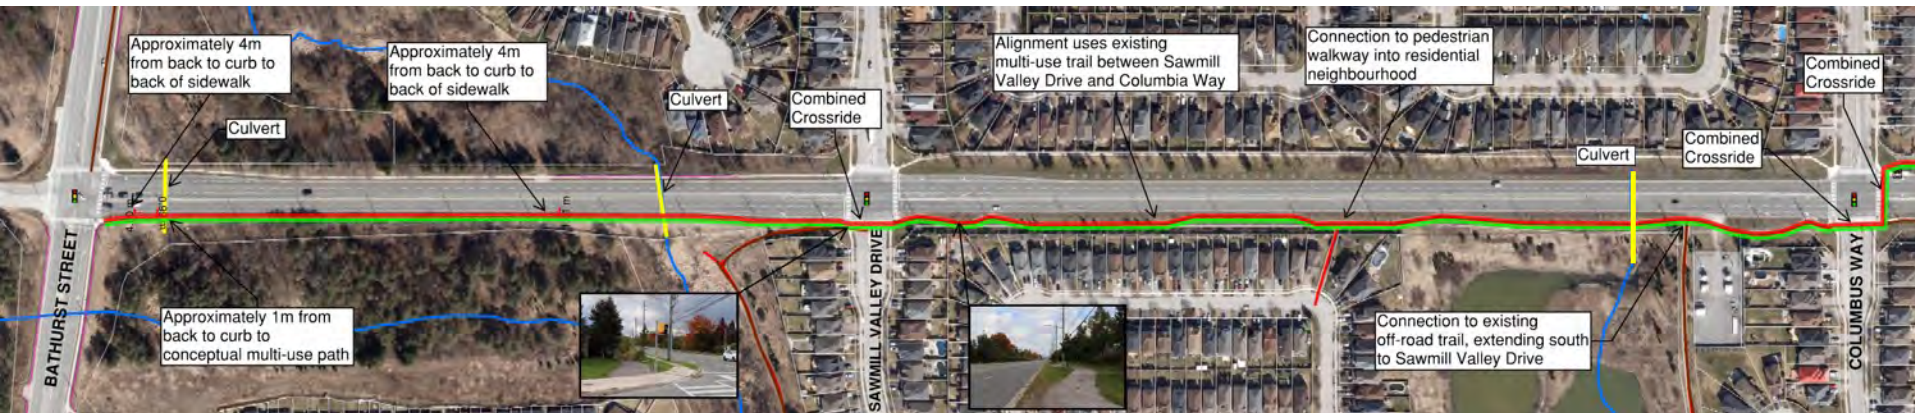 Approximately 4m
from back to curb to
back of sidewalk
Culvert
Approximately 4m
from back to curb to
back of sidewalk
Culvert
Combined
Crossride
Alignment uses existing
multi-use trail between Sawmill
Valley Drive and Columbia Way
Connection to pedestrian
walkway into residential
neighbourhood
Culvert
Combined
Crossride
Combined
Crossride
BATHURST STREET
Approximately 1m from
back to curb to
conceptual multi-use path
SAWMILL VALLEY DRIVE
Connection to existing
off-road trail, extending south
to Sawmill Valley Drive
COLUMBUS WAY